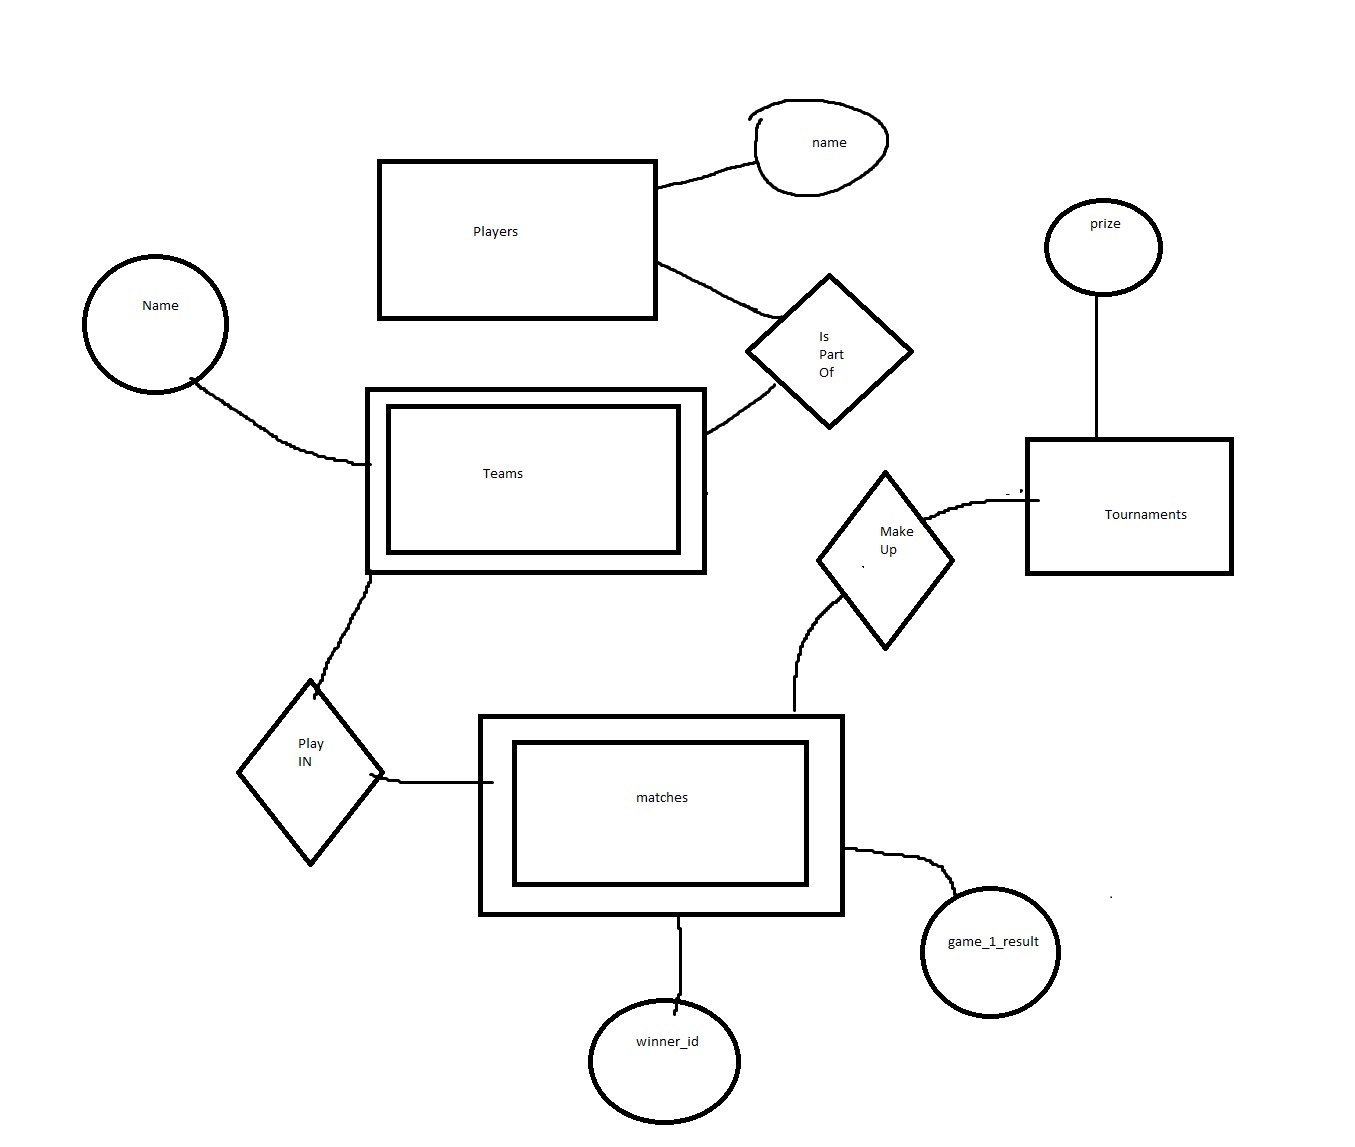 name
Players
prize
Name
Is
Part
Of
Teams
Make
Up
Tournaments
Play
IN
matches
game_1_result
winner_id